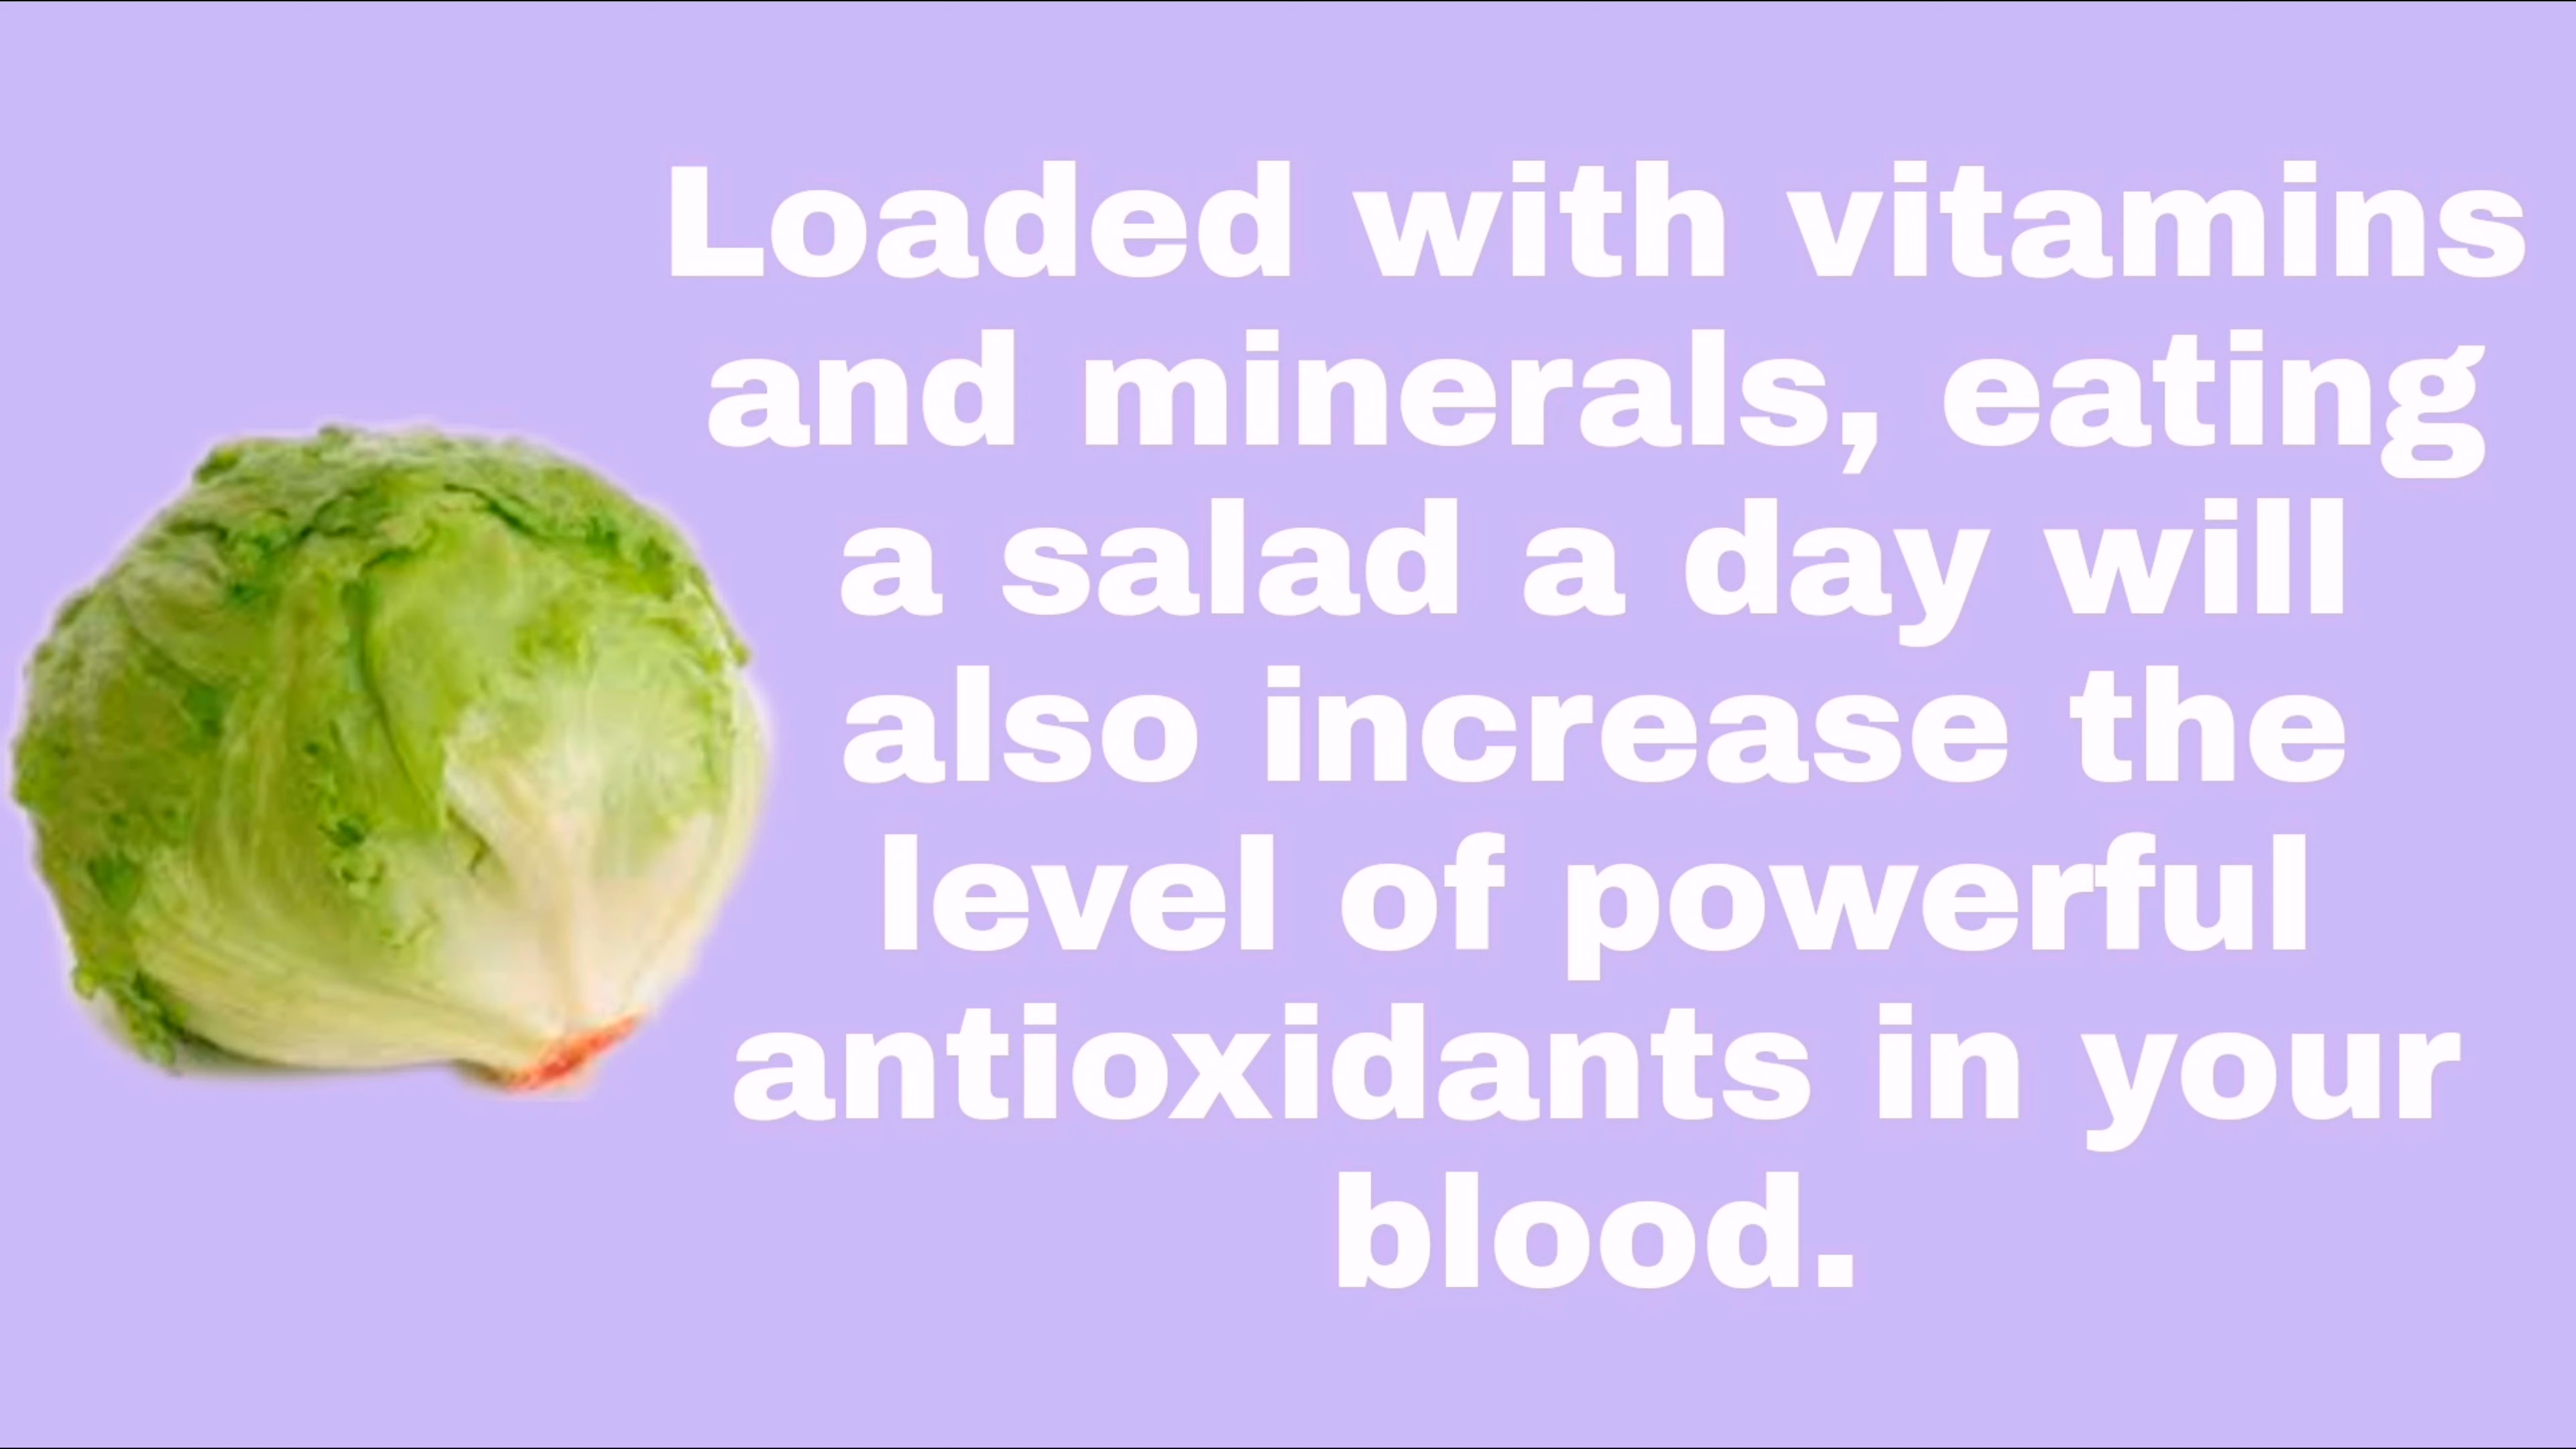 Loaded with vitamins
and minerals, eating
a salad a day will
also increase the
level of powerful
antioxidants in your
blood.